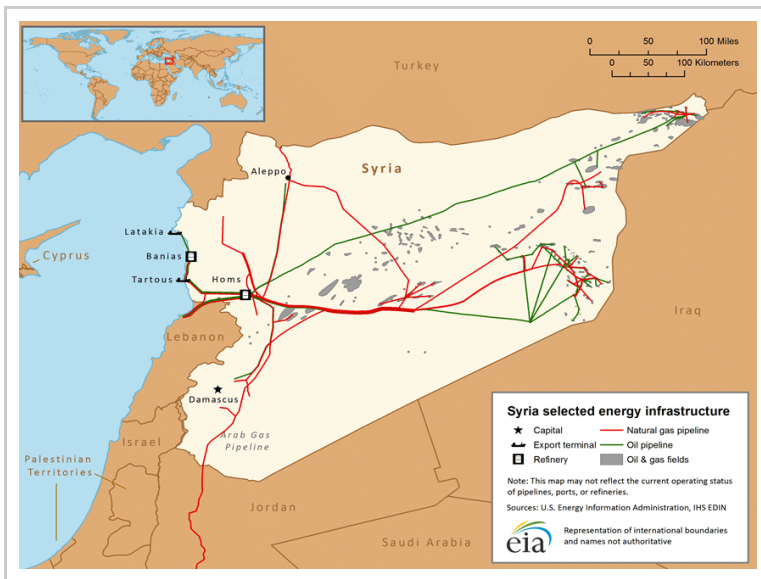 0 50 100 Miles
0 50 100 Kilometers
Turkey
Aleppo
Syria
Latakia
Banias
Cyprus
Tartous
Homs
Iraq
Lebanon
Damascus
Israel
Arab Gas
Pipeline
Palestinian
Territories
Jordan
Saudi Arabia
Syria selected energy infrastructure
Capital
Natural gas pipeline
Export terminal
Oil pipeline
Refinery
Oil & gas fields
Note: This map may not reflect the current operating status
of pipelines, ports, or refineries.
Sources: U.S. Energy Information Administration, IHS EDIN
eia
Representation of international boundaries
and names not authoritative